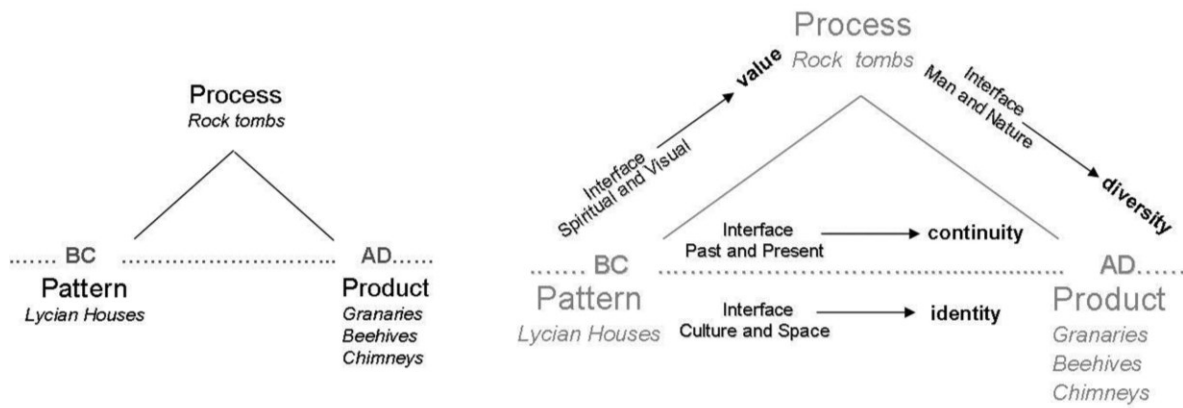 Process
Rock tombs
BC
AD
Pattern
Lycian Houses
Product
Granaries
Beehives
Chimneys
Process
Rock tombs
value
Interface
Spiritual and Visual
Interface
Man and Nature
diversity
Interface
Past and Present
continuity
BC
AD
Pattern
Lycian Houses
Interface
Culture and Space
identity
Product
Granaries
Beehives
Chimneys